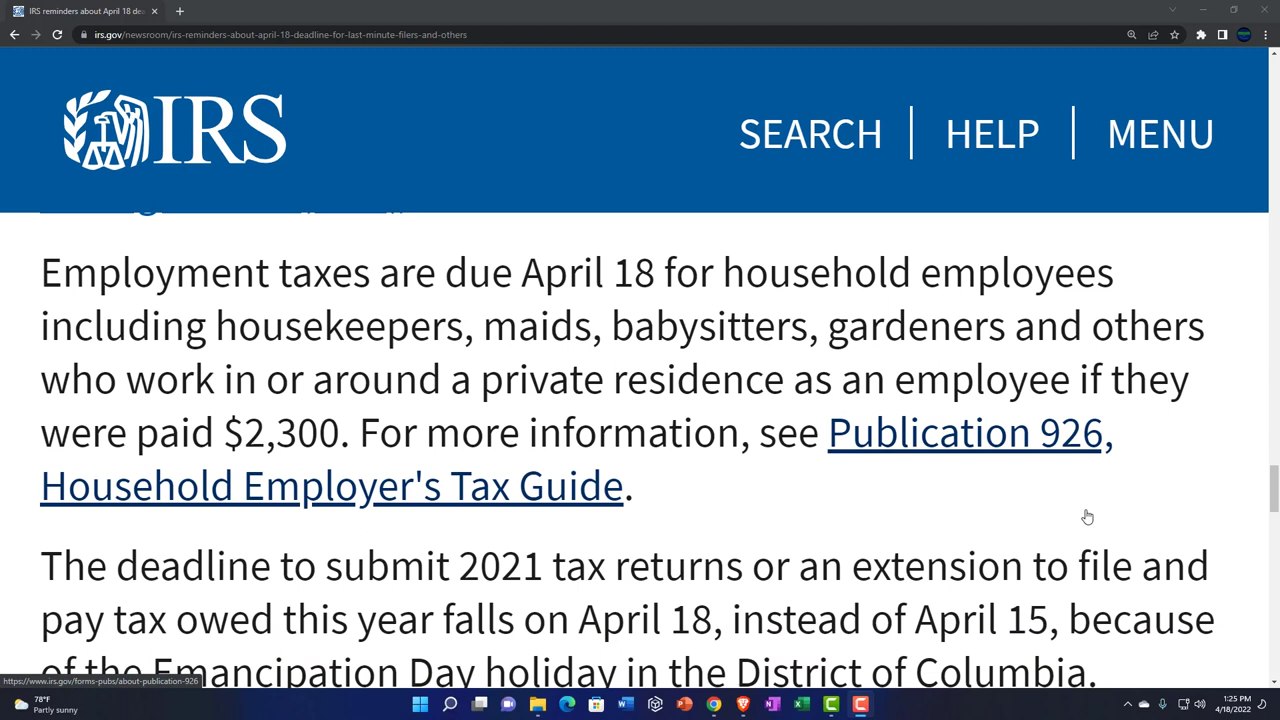 IRS reminders about April 18 dea
irs.gov/newsroom/irs-reminders-about-april-18-deadline-for-last-minute-filers-and-others
IRS
SEARCH
HELP
MENU
Employment taxes are due April 18 for household employees
including housekeepers, maids, babysitters, gardeners and others
who work in or around a private residence as an employee if they
were paid $2,300. For more information, see Publication 926,
Household Employer's Tax Guide.
The deadline to submit 2021 tax returns or an extension to file and
pay tax owed this year falls on April 18, instead of April 15, because
of the Emancipation Day holiday in the District of Columbia.
https://www.irs.gov/forms-pubs/about-publication-926
78°F
Partly sunny
1:25 PM
4/18/2022